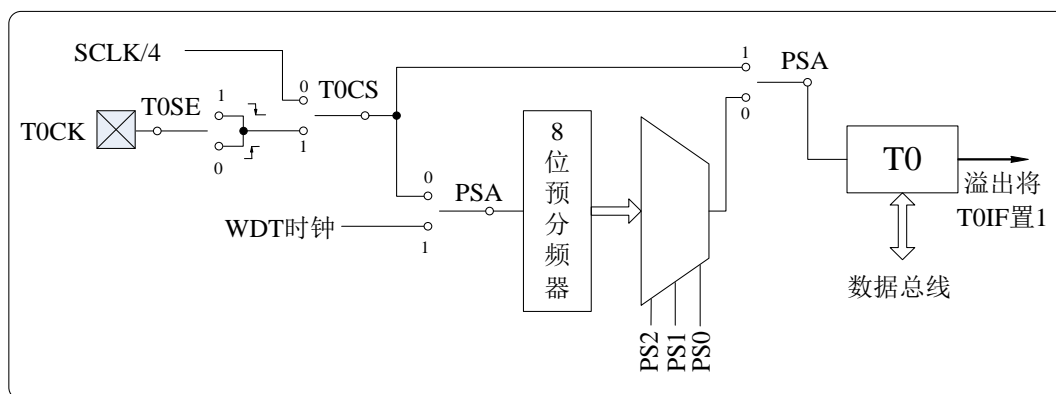 SCLK/4
T0CK
T0SE
1
0
0
T0CS
1
0
PSA
WDT时钟
1
8位预分频器
PS2
PS1
PS0
1
PSA
0
T0
溢出将
T0IF置1
数据总线